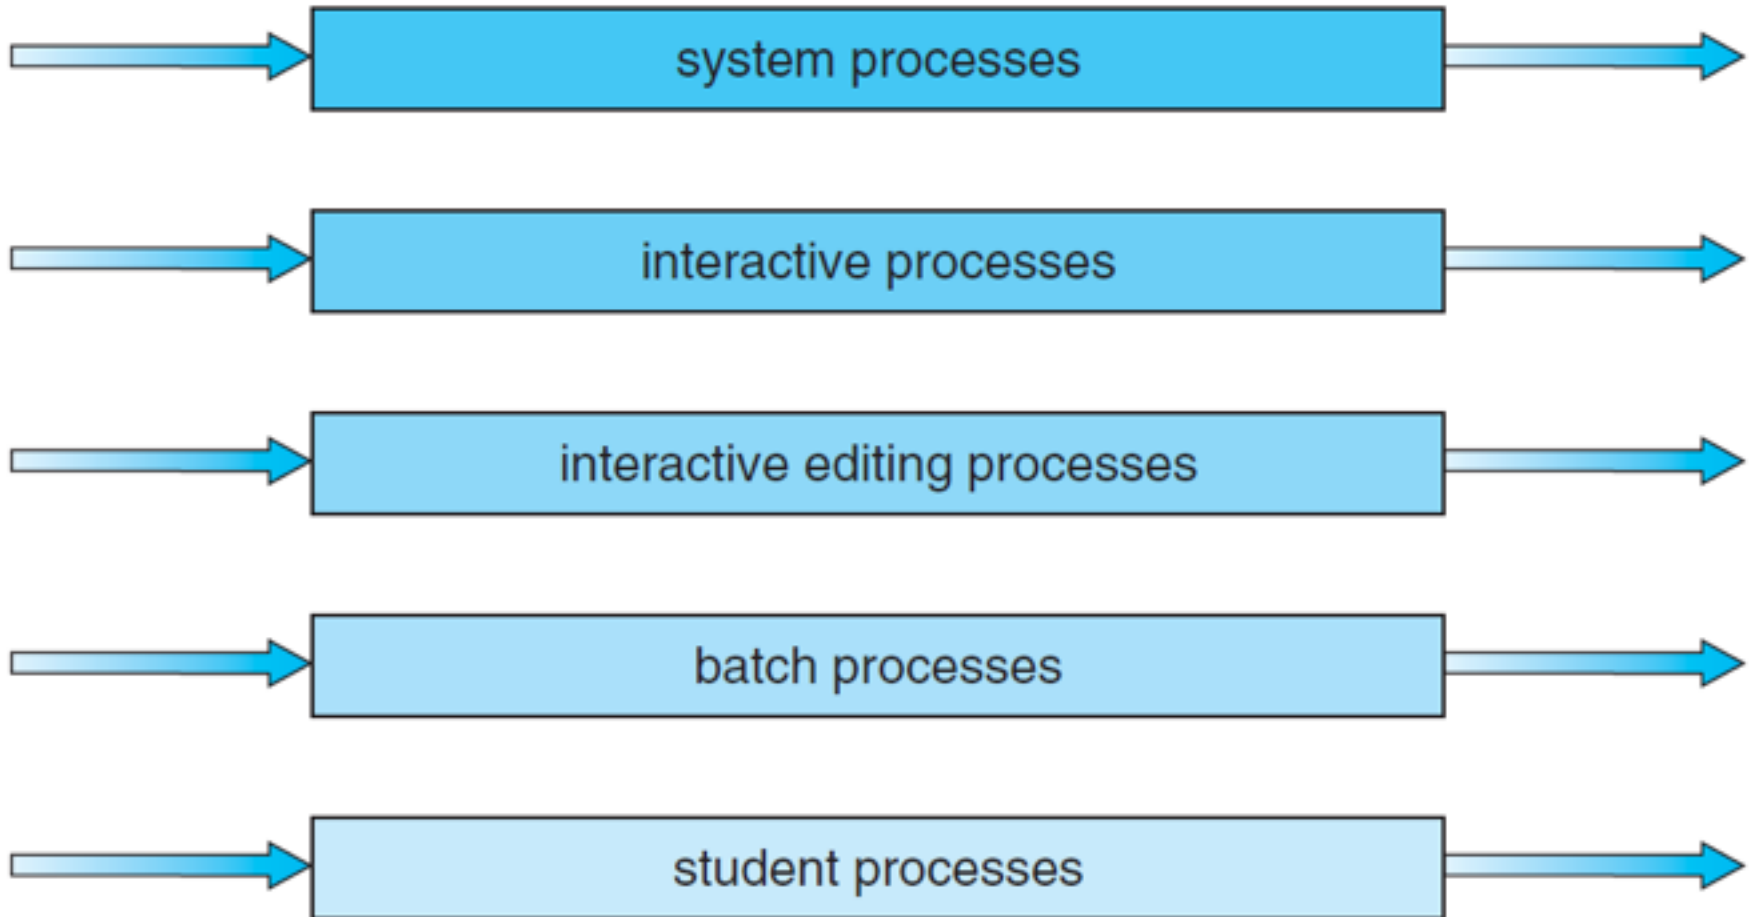 system processes
interactive processes
interactive editing processes
batch processes
student processes